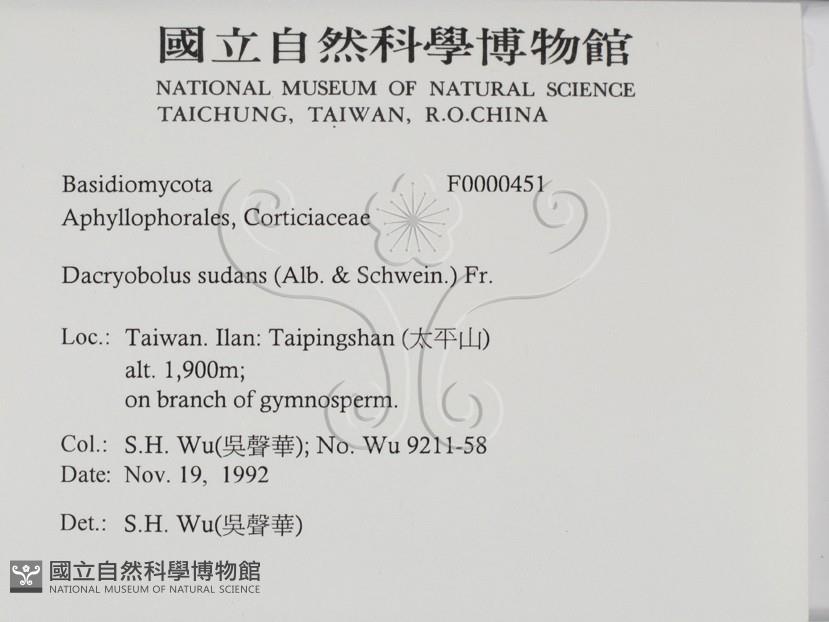 國立自然科學博物館
NATIONAL MUSEUM OF NATURAL SCIENCE
TAICHUNG, TAIWAN, R.O.CHINA
Basidiomycota F0000451
Aphyllophorales, Corticiaceae
Dacryobolus sudans (Alb. & Schwein.) Fr.
Loc.: Taiwan. Ilan: Taipingshan (太平山)
alt. 1,900m;
on branch of gymnosperm.
Col.: S.H. Wu(吳聲華); No. Wu 9211-58
Date: Nov. 19, 1992
Det.: S.H. Wu(吳聲華)
國立自然科學博物館
NATIONAL MUSEUM OF NATURAL SCIENCE